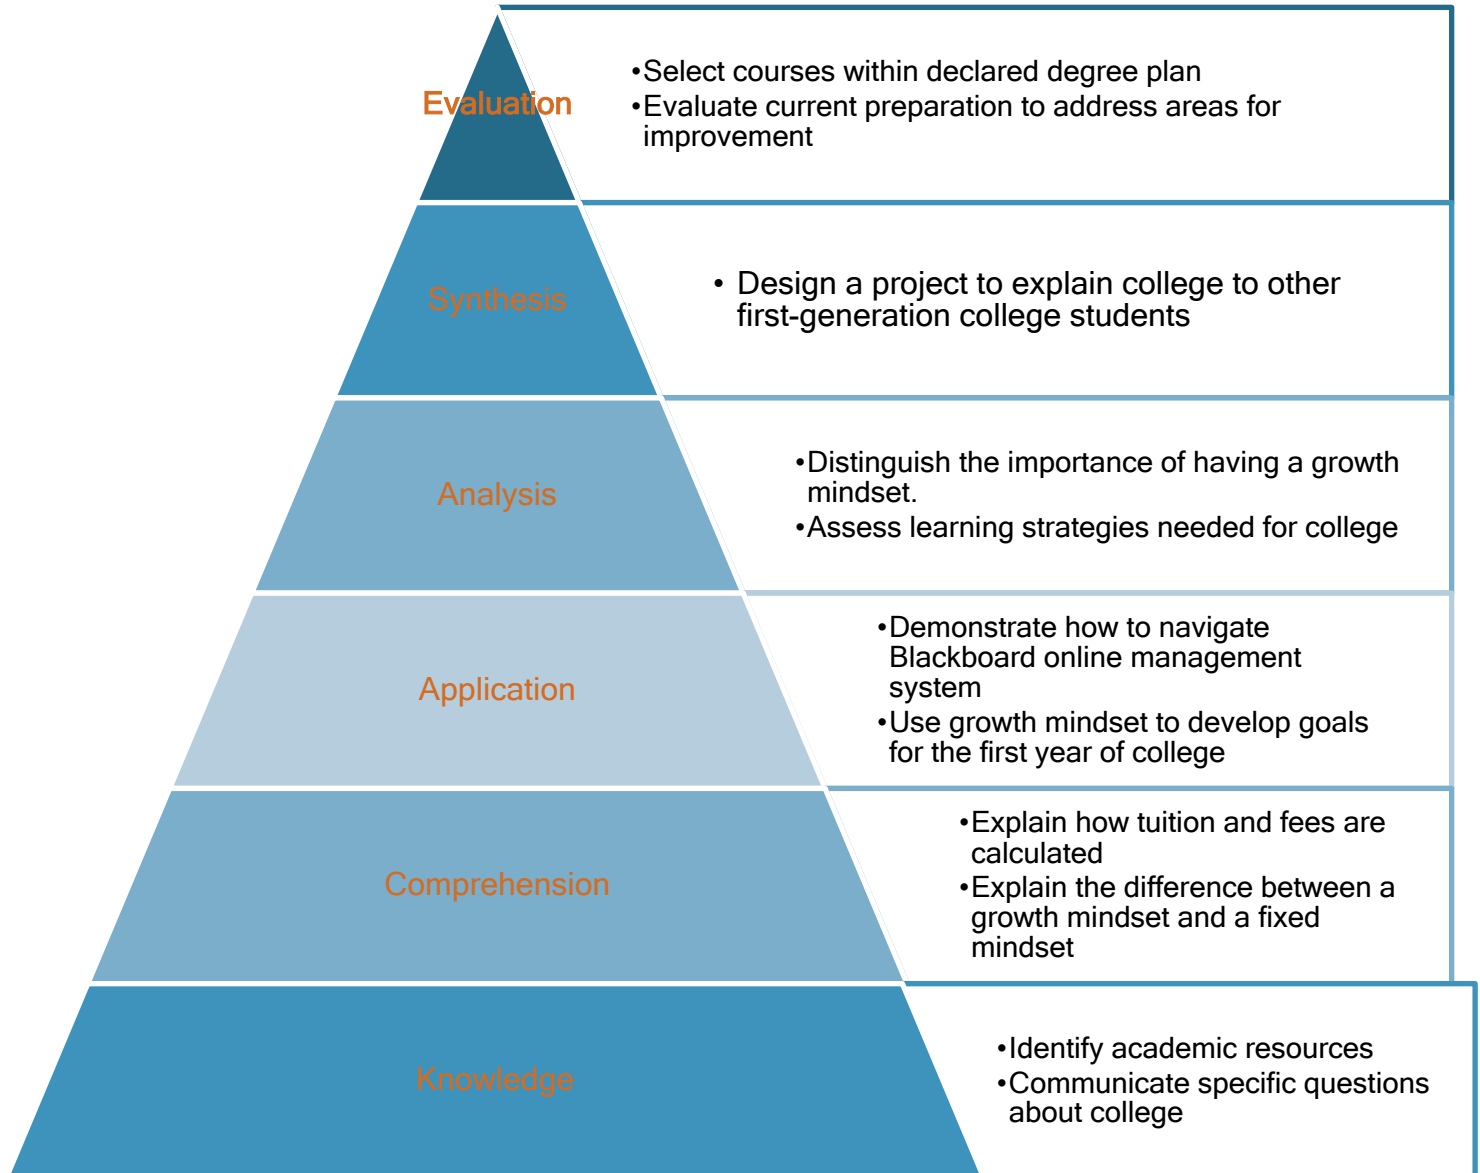 Evaluation
•Select courses within declared degree plan
•Evaluate current preparation to address areas for
improvement
Synthesis
• Design a project to explain college to other
first-generation college students
Analysis
•Distinguish the importance of having a growth
mindset.
•Assess learning strategies needed for college
Application
•Demonstrate how to navigate
Blackboard online management
system
•Use growth mindset to develop goals
for the first year of college
Comprehension
•Explain how tuition and fees are
calculated
•Explain the difference between a
growth mindset and a fixed
mindset
Knowledge
•Identify academic resources
•Communicate specific questions
about college